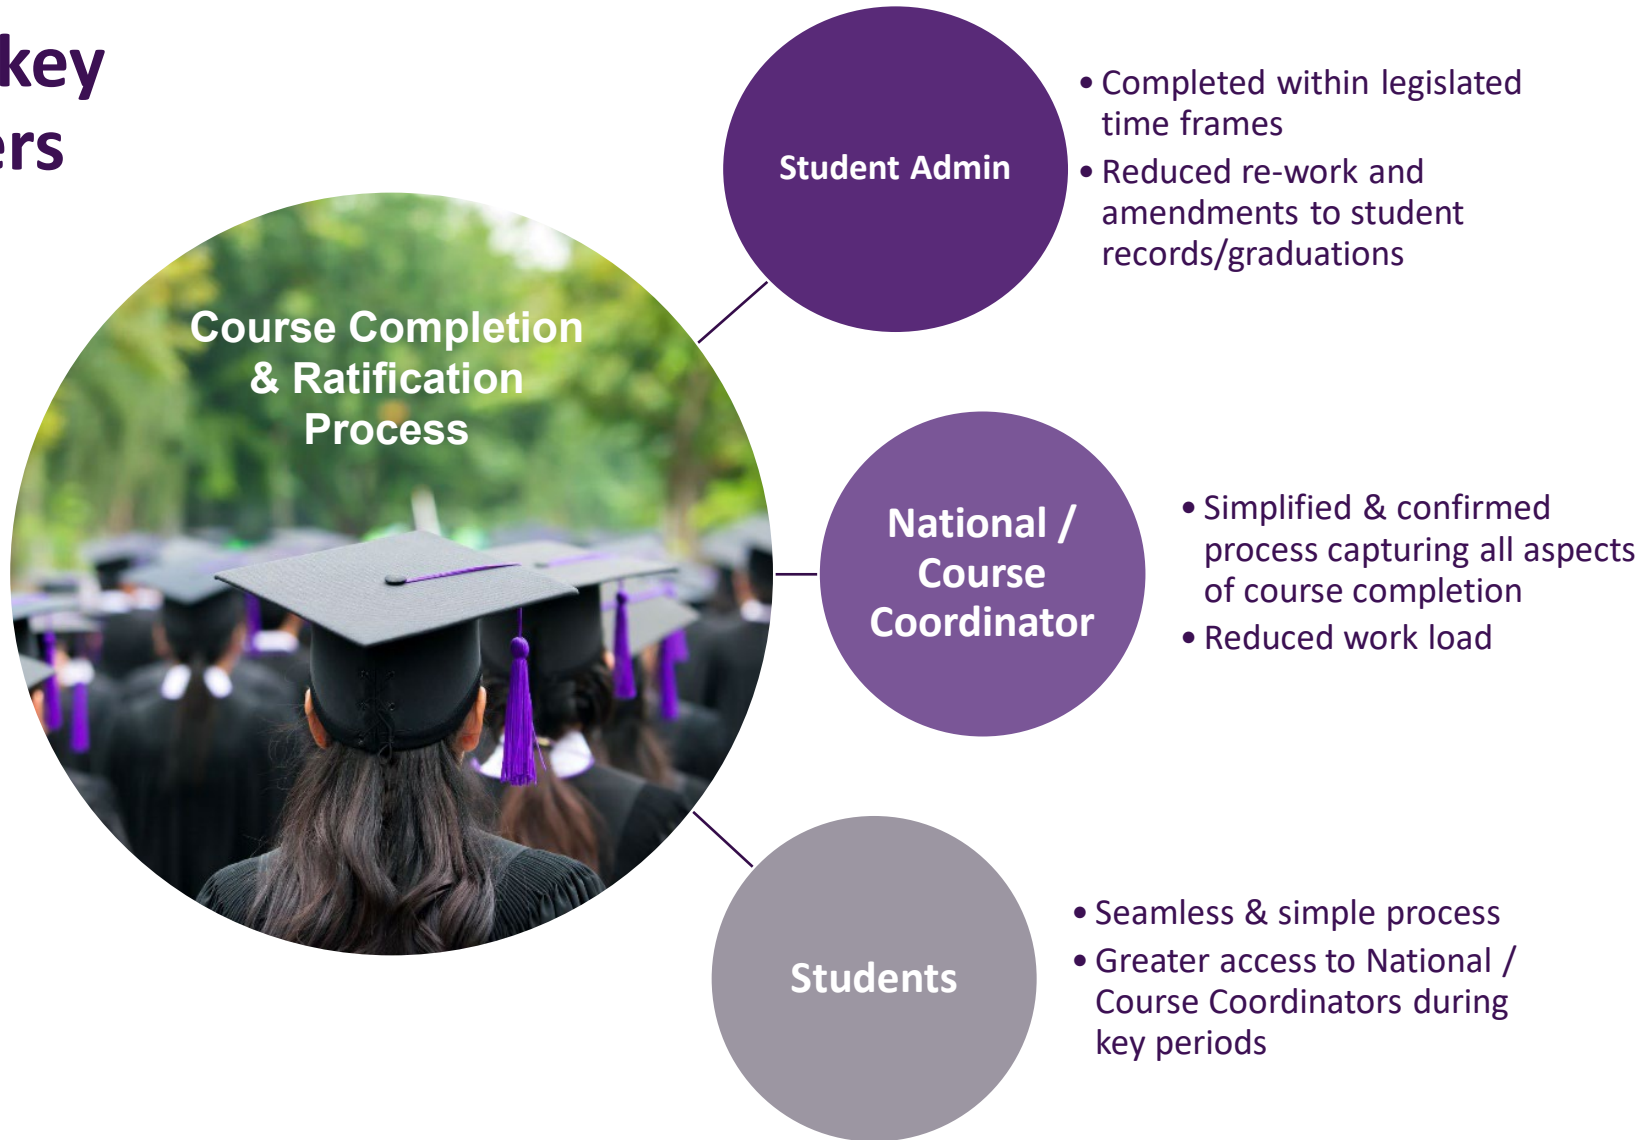 key
ers
Course Completion
& Ratification
Process
Student Admin
• Completed within legislated
time frames
• Reduced re-work and
amendments to student
records/graduations
National /
Course
Coordinator
• Simplified & confirmed
process capturing all aspects
of course completion
• Reduced work load
Students
• Seamless & simple process
• Greater access to National /
Course Coordinators during
key periods